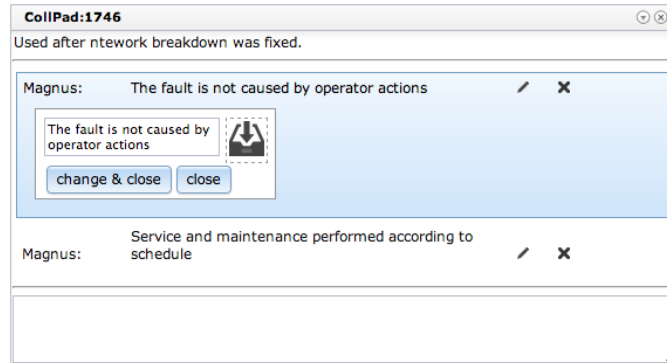 CollPad:1746
Used after ntework breakdown was fixed.
Magnus: The fault is not caused by operator actions
The fault is not caused by
operator actions
change & close close
Service and maintenance performed according to
Magnus: schedule